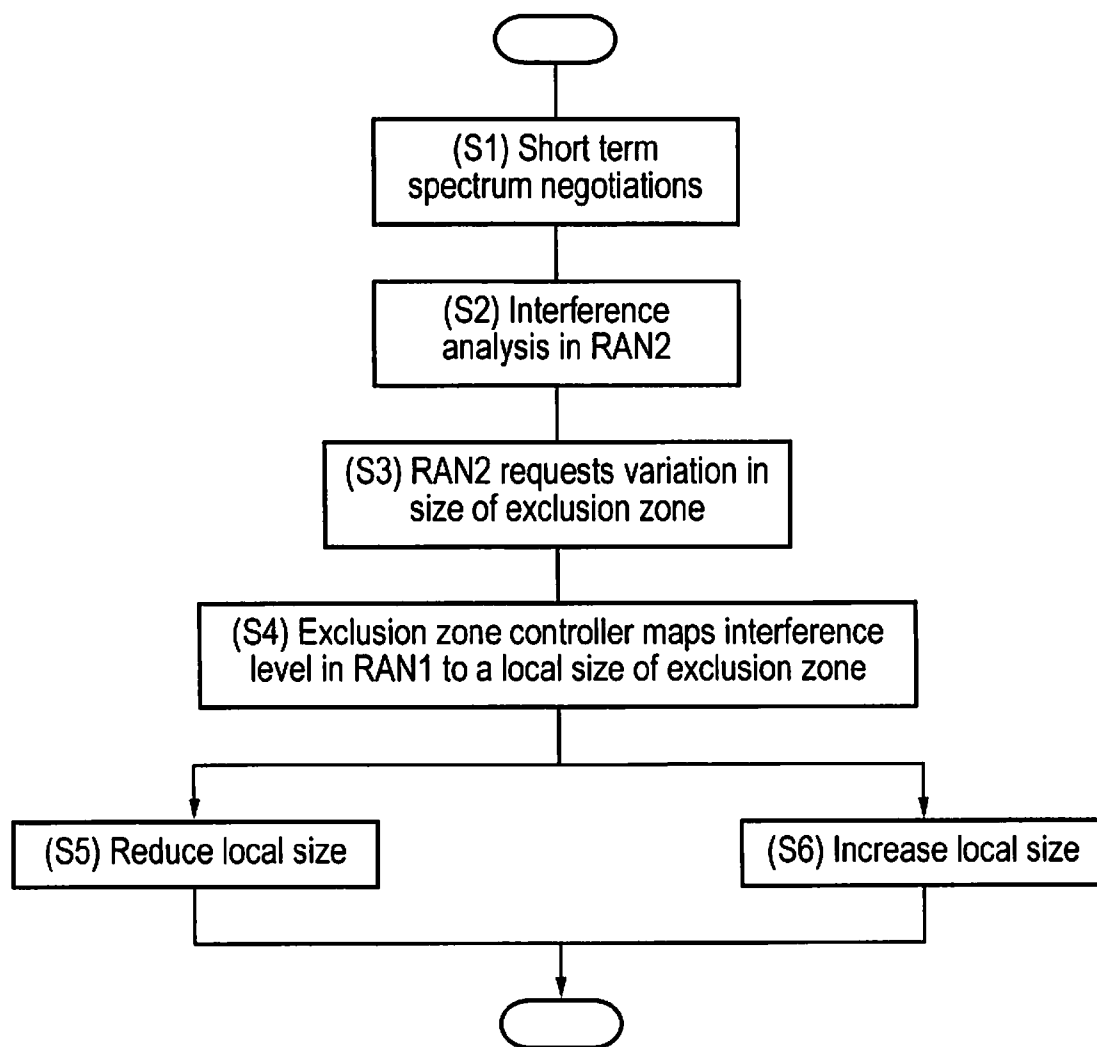 (S1) Short term
spectrum negotiations
(S2) Interference
analysis in RAN2
(S3) RAN2 requests variation in
size of exclusion zone
(S4) Exclusion zone controller maps interference
level in RAN1 to a local size of exclusion zone
(S5) Reduce local size
(S6) Increase local size